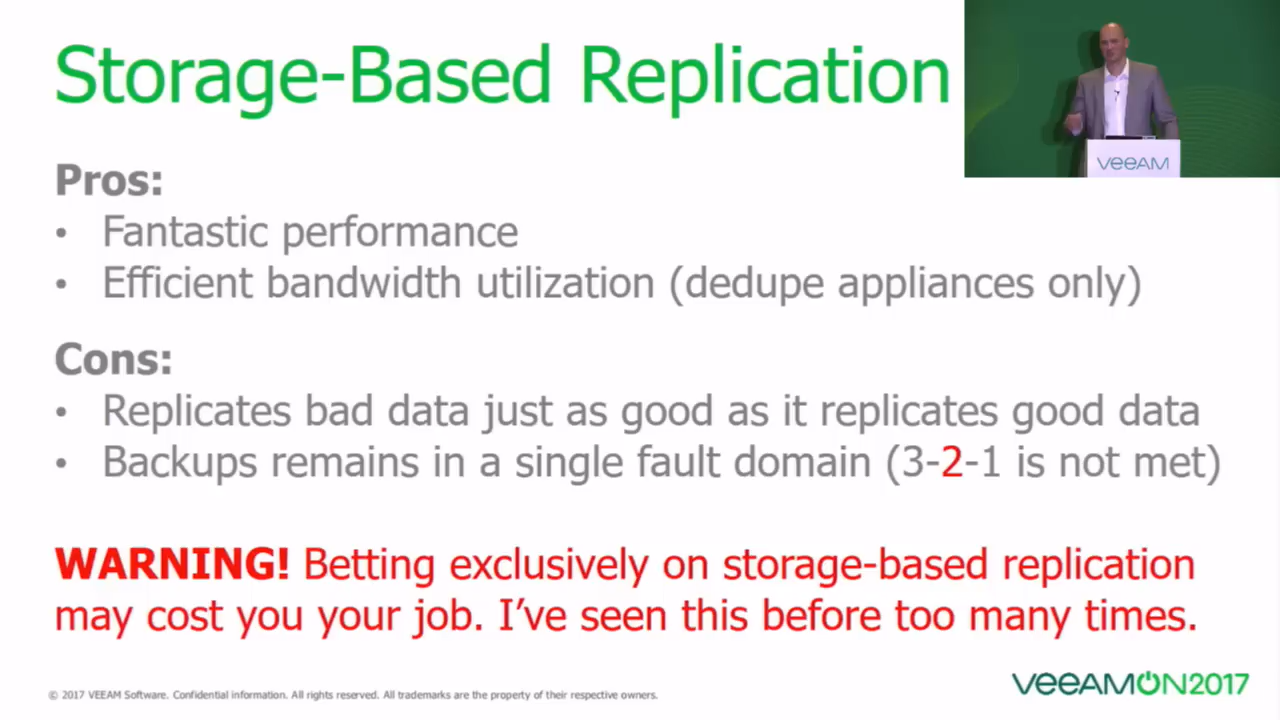 Storage-Based Replication
veeAM
Pros:
• Fantastic performance
• Efficient bandwidth utilization (dedupe appliances only)
Cons:
• Replicates bad data just as good as it replicates good data
• Backups remains in a single fault domain (3-2-1 is not met)
WARNING! Betting exclusively on storage-based replication
may cost you your job. I’ve seen this before too many times.
© 2017 VEEAM Software. Confidential information. All rights reserved. All trademarks are the property of their respective owners.
veeAMON2017